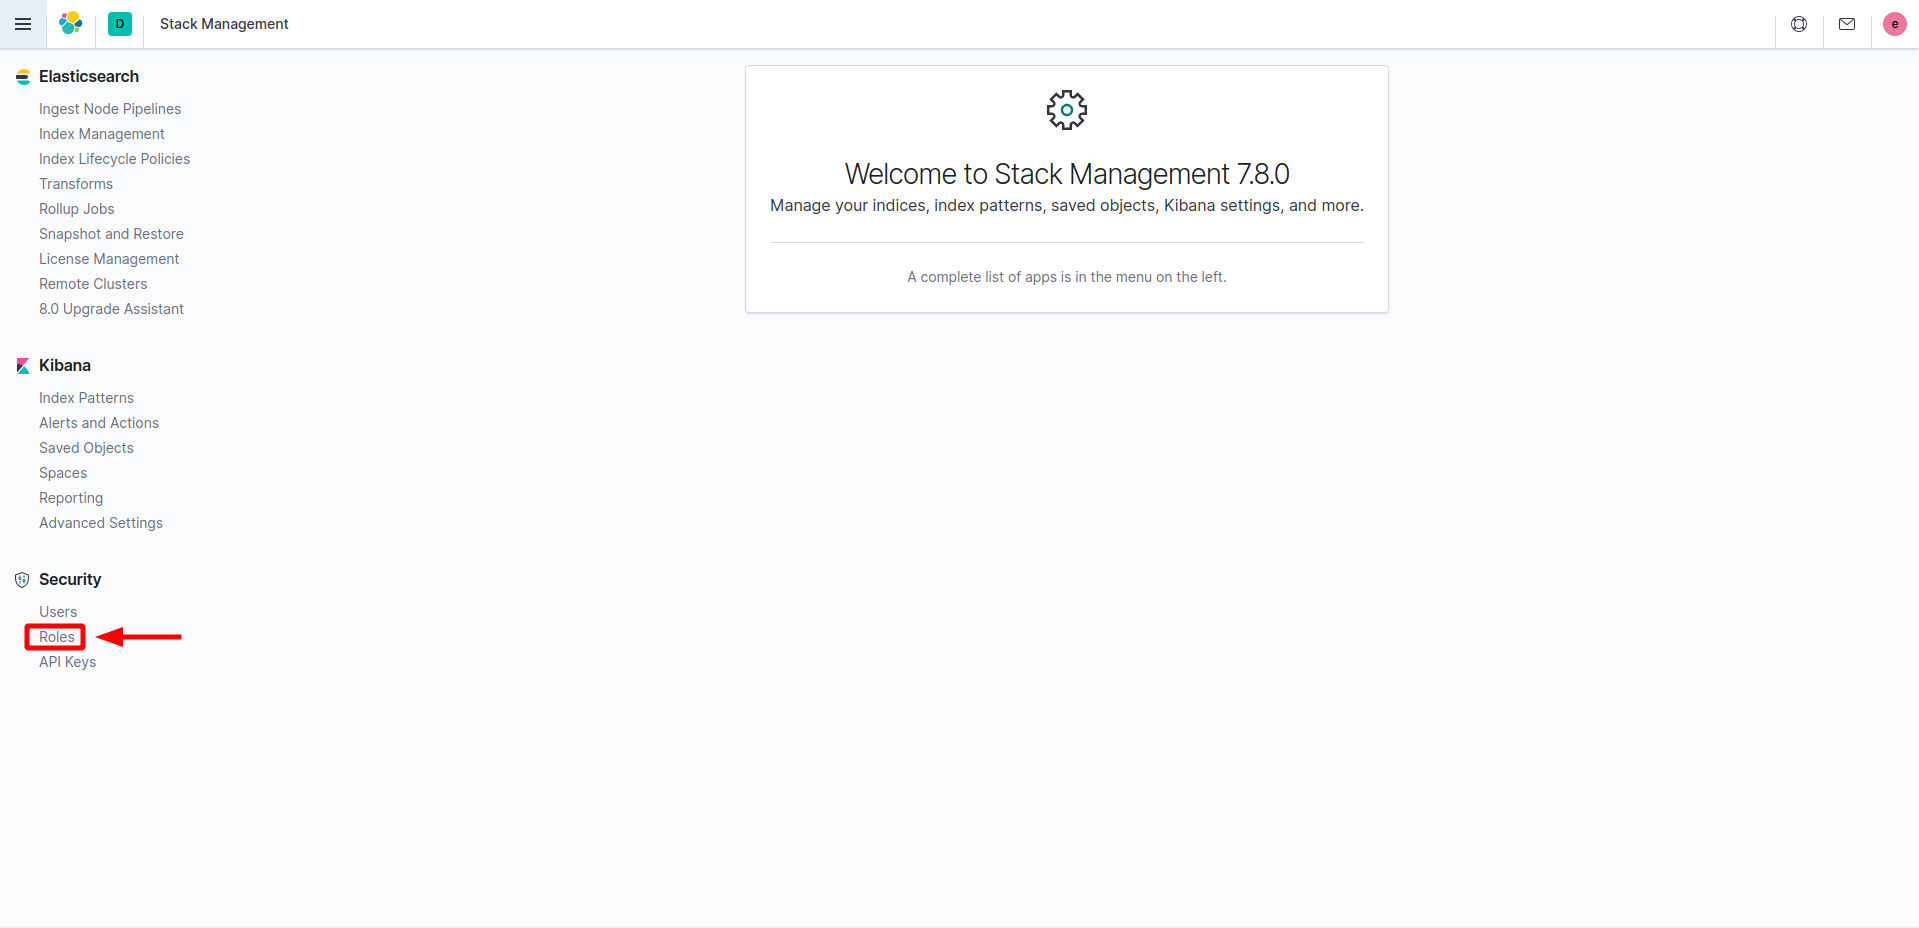 D Stack Management e
Elasticsearch
Ingest Node Pipelines
Index Management
Index Lifecycle Policies
Transforms
Rollup Jobs
Snapshot and Restore
License Management
Remote Clusters
8.0 Upgrade Assistant
Kibana
Index Patterns
Alerts and Actions
Saved Objects
Spaces
Reporting
Advanced Settings
Security
Users
Roles
API Keys
Welcome to Stack Management 7.8.0
Manage your indices, index patterns, saved objects, Kibana settings, and more.
A complete list of apps is in the menu on the left.